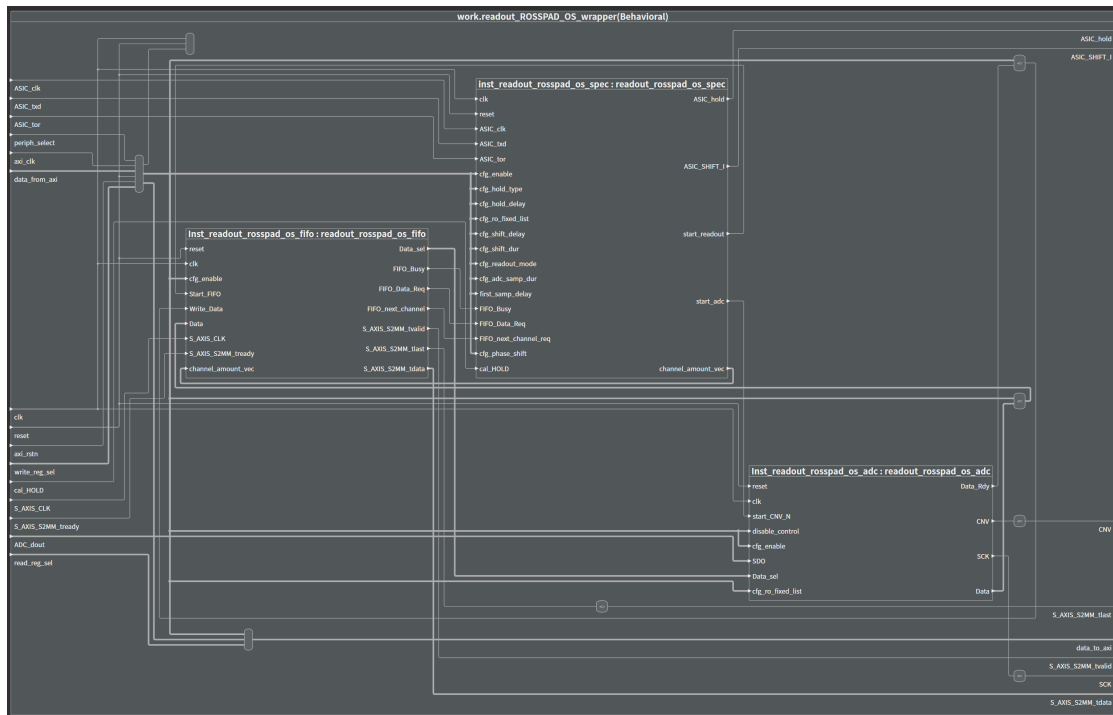 work.readout_ROSSPAD_OS_wrapper(Behavioral)
ASIC_hold
ASIC_SHIFT_I
ASIC_clk
ASIC_txd
ASIC_tor
periph_select
axi_clk
data_from_axi
inst_readout_rosspad_os_spec : readout_rosspad_os_spec
clk
ASIC_hold
reset
ASIC_clk
ASIC_txd
ASIC_tor
ASIC_SHIFT_I
cfg_enable
cfg_hold_type
cfg_hold_delay
cfg_ro_fixed_list
cfg_shift_delay
start_readout
cfg_shift_dur
cfg_readout_mode
cfg_adc_samp_dur
first_samp_delay
start_adc
FIFO_Busy
FIFO_Data_Req
FIFO_next_channel_req
cfg_phase_shift
cal_HOLD
channel_amount_vec
Inst_readout_rosspad_os_fifo : readout_rosspad_os_fifo
reset
Data_sel
clk
FIFO_Busy
cfg_enable
FIFO_Data_Req
Start_FIFO
Write_Data
FIFO_next_channel
Data
S_AXIS_S2MM_tvalid
S_AXIS_CLK
S_AXIS_S2MM_tlast
S_AXIS_S2MM_tready
channel_amount_vec
S_AXIS_S2MM_tdata
clk
reset
axi_rstn
write_reg_sel
cal_HOLD
S_AXIS_CLK
S_AXIS_S2MM_tready
ADC_dout
read_reg_sel
Inst_readout_rosspad_os_adc : readout_rosspad_os_adc
reset
Data_Rdy
clk
start_CNV_N
CNV
disable_control
cfg_enable
SCK
SDO
Data_sel
cfg_ro_fixed_list
Data
CNV
S_AXIS_S2MM_tlast
data_to_axi
S_AXIS_S2MM_tvalid
SCK
S_AXIS_S2MM_tdata